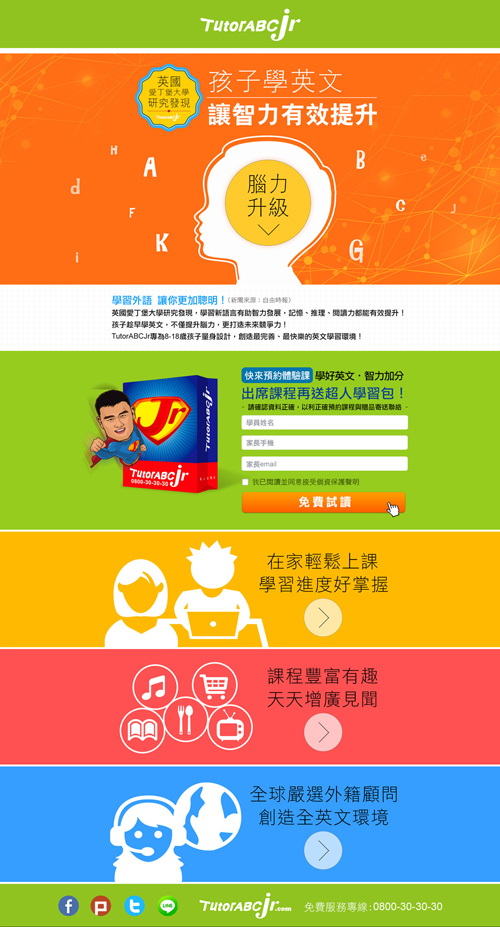 TUTORABCjr
英國
愛丁堡大學
研究發現
TUTORABCjr
孩子學英文
讓智力有效提升
H
A
B
e
d
F
C
J
K
G
i
腦力
升級
學習外語 讓你更加聰明！(新聞來源：自由時報)
英國愛丁堡大學研究發現，學習新語言有助智力發展，記憶、推理、閱讀力都能有效提升！
孩子趁早學英文，不僅提升腦力，更打造未來競爭力！
TutorABCJr專為8-18歲孩子量身設計，創造最完善、最快樂的英文學習環境！
快來預約體驗課 學好英文．智力加分
出席課程再送超人學習包！
- 請確認資料正確，以利正確預約課程與贈品寄送聯絡 -
學員姓名
家長手機
家長email
我已閱讀並同意接受個資保護聲明
免費試讀
Jr
TUTORABCjr
TUTORABCjr
0800-30-30-30
在家輕鬆上課
學習進度好掌握
課程豐富有趣
天天增廣見聞
全球嚴選外籍顧問
創造全英文環境
f
LINE
TUTORABCjr.com
免費服務專線：0800-30-30-30